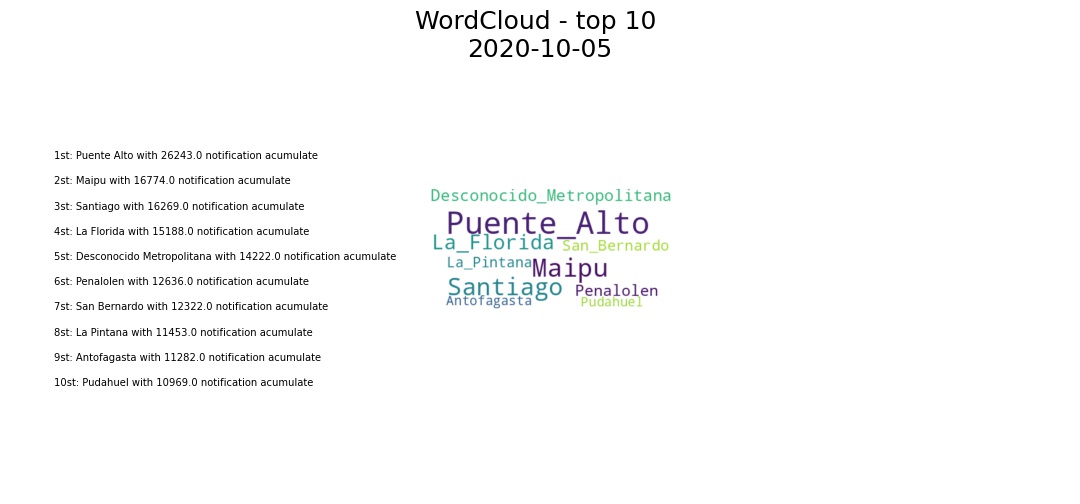 WordCloud - top 10
2020-10-05
1st: Puente Alto with 26243.0 notification acumulate
2st: Maipu with 16774.0 notification acumulate
3st: Santiago with 16269.0 notification acumulate
4st: La Florida with 15188.0 notification acumulate
5st: Desconocido Metropolitana with 14222.0 notification acumulate
6st: Penalolen with 12636.0 notification acumulate
7st: San Bernardo with 12322.0 notification acumulate
8st: La Pintana with 11453.0 notification acumulate
9st: Antofagasta with 11282.0 notification acumulate
10st: Pudahuel with 10969.0 notification acumulate
Desconocido_Metropolitana
Puente_Alto
La_Florida San_Bernardo
La_Pintana Maipu
Santiago Penalolen
Antofagasta Pudahuel